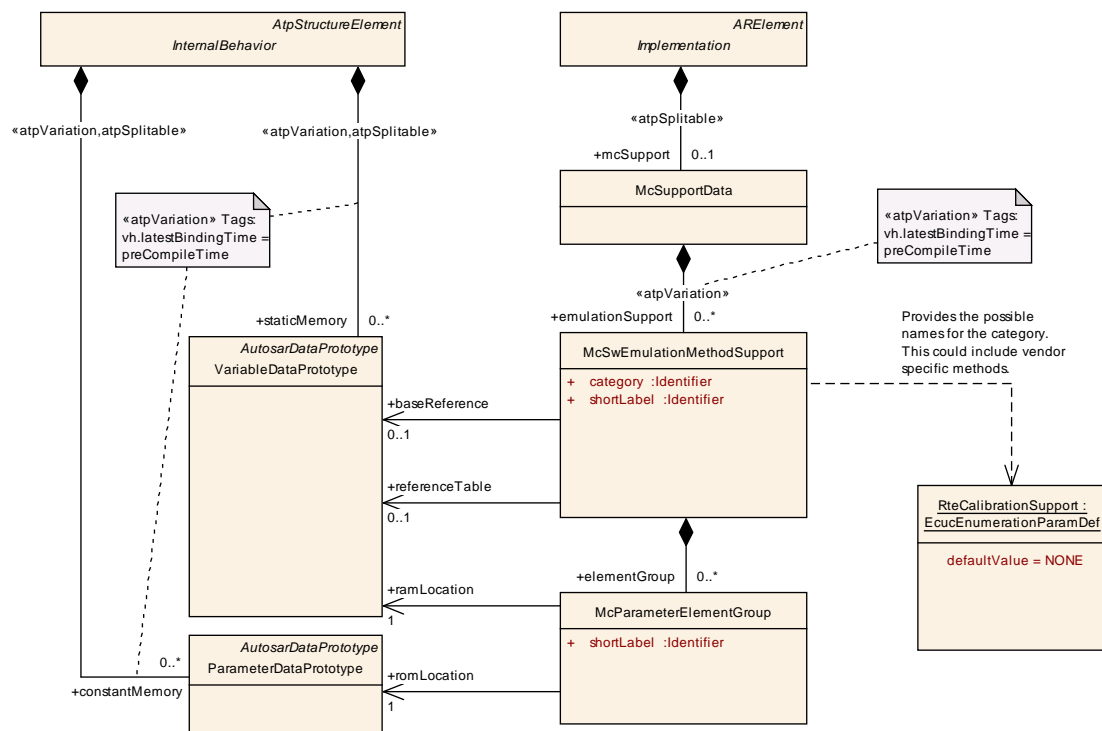 AtpStructureElement
InternalBehavior
ARElement
Implementation
«atpVariation,atpSplitable»
«atpVariation,atpSplitable»
«atpSplitable»
+mcSupport
0..1
McSupportData
«atpVariation» Tags:
vh.latestBindingTime =
preCompileTime
«atpVariation» Tags:
vh.latestBindingTime =
preCompileTime
«atpVariation»
+staticMemory
0..*
+emulationSupport
0..*
Provides the possible
names for the category.
This could include vendor
specific methods.
AutosarDataPrototype
VariableDataPrototype
McSwEmulationMethodSupport
+ category :Identifier
+ shortLabel :Identifier
+baseReference
0..1
+referenceTable
0..1
RteCalibrationSupport :
EcucEnumerationParamDef
defaultValue = NONE
+elementGroup
0..*
+ramLocation
1
McParameterElementGroup
+ shortLabel :Identifier
AutosarDataPrototype
ParameterDataPrototype
0..*
+constantMemory
+romLocation
1